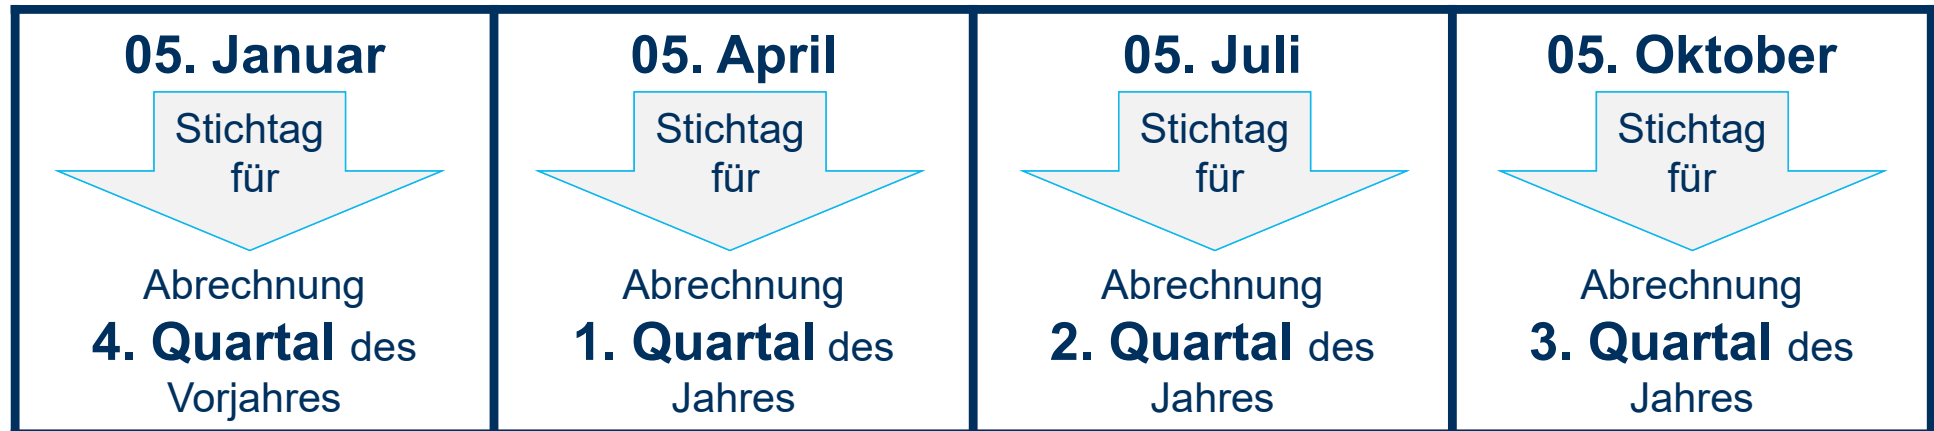 05. Januar
Stichtag
für
Abrechnung
4. Quartal des
Vorjahres
05. April
Stichtag
für
Abrechnung
1. Quartal des
Jahres
05. Juli
Stichtag
für
Abrechnung
2. Quartal des
Jahres
05. Oktober
Stichtag
für
Abrechnung
3. Quartal des
Jahres